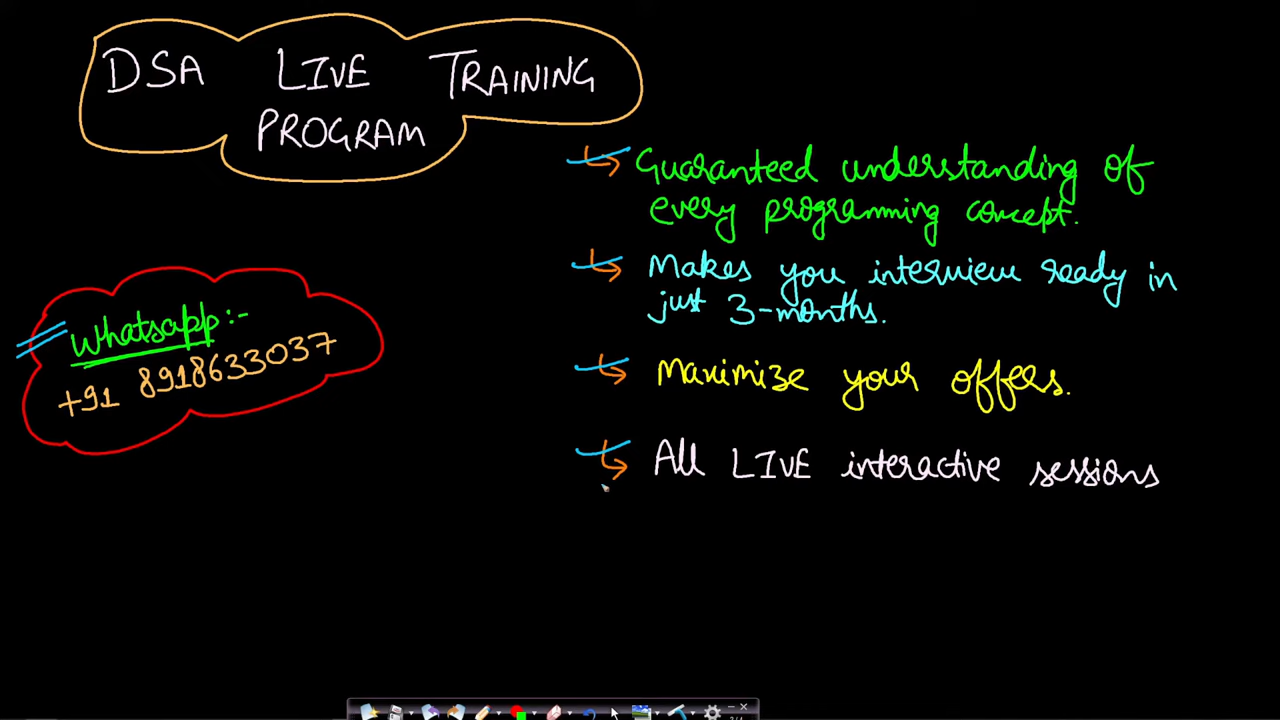 DSA LIVE TRAINING
PROGRAM
Guaranteed understanding of
every programming concept.
Makes you interview ready in
just 3-months.
Maximize your offers.
All LIVE interactive sessions
Whatsapp:-
+91 8918633037